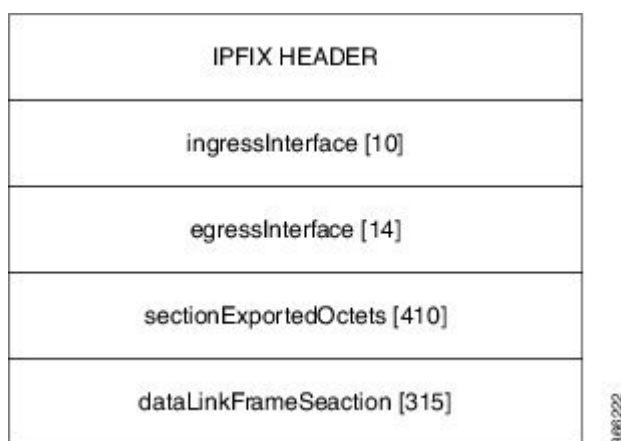 IPFIX HEADER
ingressInterface [10]
egressInterface [14]
sectionExportedOctets [410]
dataLinkFrameSeaction [315]